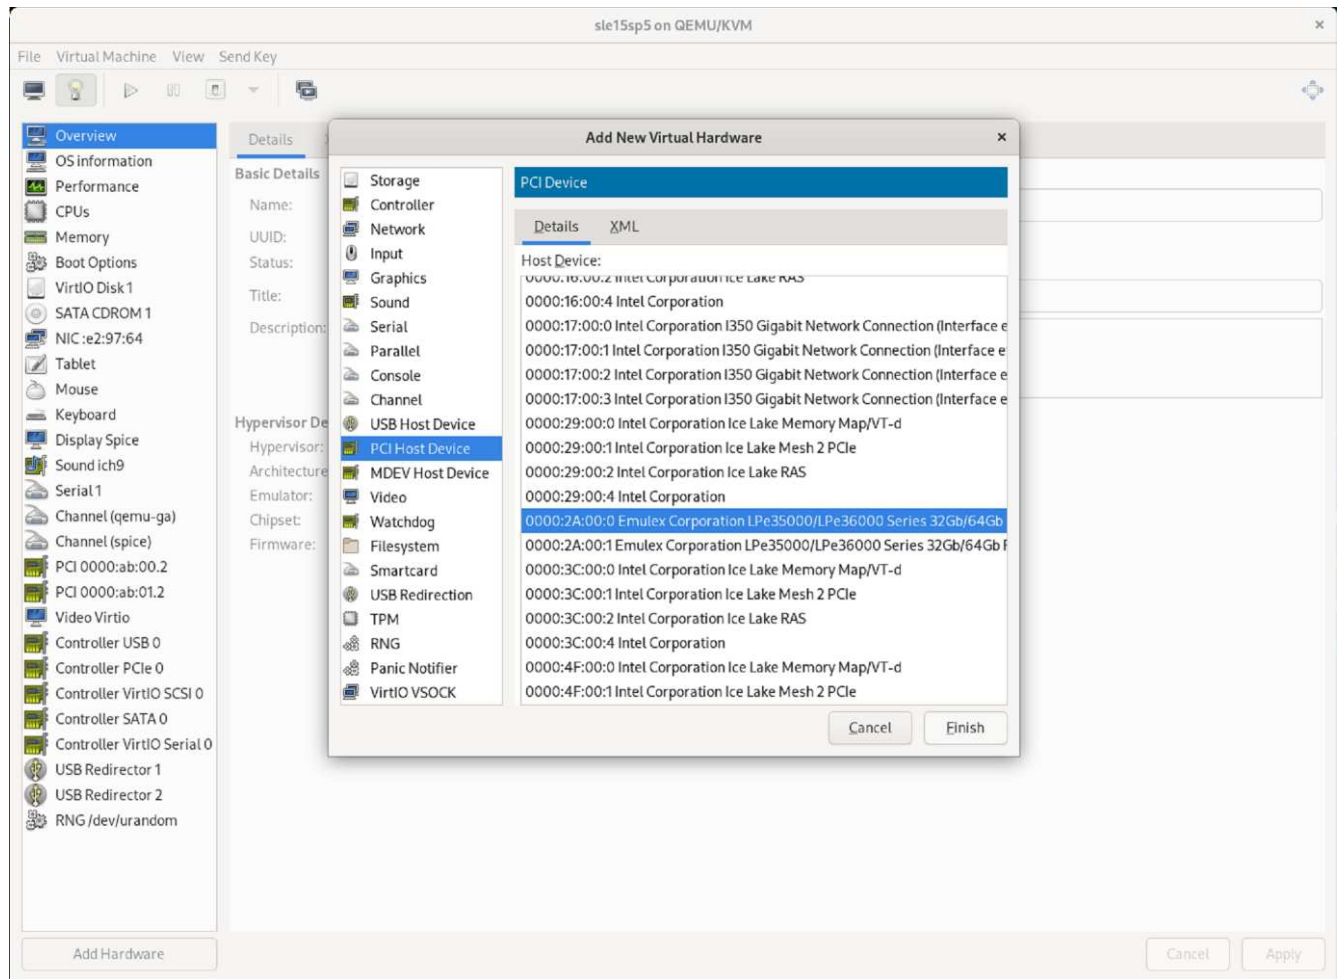 sle15sp5 on QEMU/KVM
File Virtual Machine View Send Key
Overview
OS information
Performance
CPUs
Memory
Boot Options
VirtIO Disk 1
SATA CDROM 1
NIC :e2:97:64
Tablet
Mouse
Keyboard
Display Spice
Sound ich9
Serial 1
Channel (qemu-ga)
Channel (spice)
PCI 0000:ab:00.2
PCI 0000:ab:01.2
Video Virtio
Controller USB 0
Controller PCIe 0
Controller VirtIO SCSI 0
Controller SATA 0
Controller VirtIO Serial 0
USB Redirector 1
USB Redirector 2
RNG /dev/urandom
Add Hardware
Details
Basic Details
Name:
UUID:
Status:
Title:
Description:
Hypervisor De
Hypervisor:
Architecture
Emulator:
Chipset:
Firmware:
Add New Virtual Hardware
Storage
Controller
Network
Input
Graphics
Sound
Serial
Parallel
Console
Channel
USB Host Device
PCI Host Device
MDEV Host Device
Video
Watchdog
Filesystem
Smartcard
USB Redirection
TPM
RNG
Panic Notifier
VirtIO VSOCK
PCI Device
Details XML
Host Device:
0000:16:00:2 Intel Corporation Ice Lake RAS
0000:16:00:4 Intel Corporation
0000:17:00:0 Intel Corporation I350 Gigabit Network Connection (Interface e
0000:17:00:1 Intel Corporation I350 Gigabit Network Connection (Interface e
0000:17:00:2 Intel Corporation I350 Gigabit Network Connection (Interface e
0000:17:00:3 Intel Corporation I350 Gigabit Network Connection (Interface e
0000:29:00:0 Intel Corporation Ice Lake Memory Map/VT-d
0000:29:00:1 Intel Corporation Ice Lake Mesh 2 PCIe
0000:29:00:2 Intel Corporation Ice Lake RAS
0000:29:00:4 Intel Corporation
0000:2A:00:0 Emulex Corporation LPe35000/LPe36000 Series 32Gb/64Gb
0000:2A:00:1 Emulex Corporation LPe35000/LPe36000 Series 32Gb/64Gb F
0000:3C:00:0 Intel Corporation Ice Lake Memory Map/VT-d
0000:3C:00:1 Intel Corporation Ice Lake Mesh 2 PCIe
0000:3C:00:2 Intel Corporation Ice Lake RAS
0000:3C:00:4 Intel Corporation
0000:4F:00:0 Intel Corporation Ice Lake Memory Map/VT-d
0000:4F:00:1 Intel Corporation Ice Lake Mesh 2 PCIe
Cancel Finish
Cancel Apply